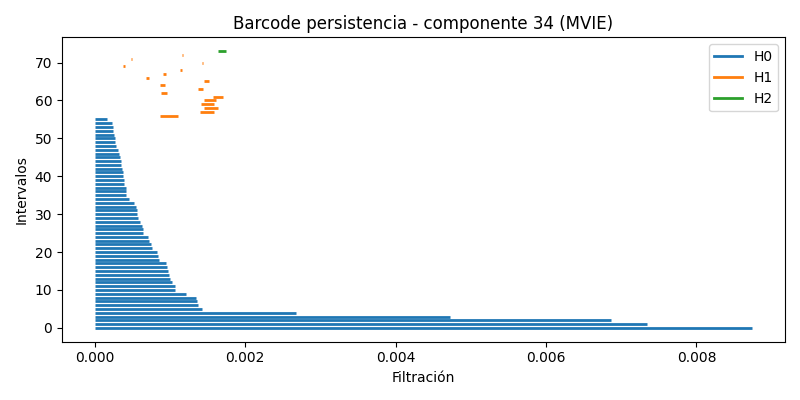 Barcode persistencia - componente 34 (MVIE)
H0
H1
H2
Intervalos
70
60
50
40
30
20
10
0
0.000 0.002 0.004 0.006 0.008
Filtración